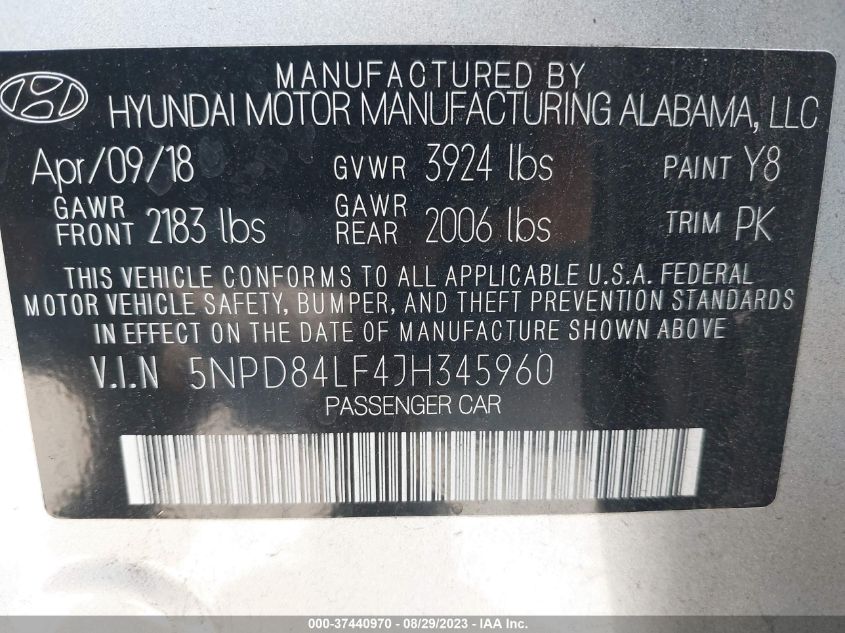 MANUFACTURED BY
HYUNDAI MOTOR MANUFACTURING ALABAMA, LLC
Apr/09/18 GVWR 3924 lbs PAINT Y8
GAWR FRONT 2183 lbs GAWR REAR 2006 lbs TRIM PK
THIS VEHICLE CONFORMS TO ALL APPLICABLE U.S.A. FEDERAL
MOTOR VEHICLE SAFETY, BUMPER, AND THEFT PREVENTION STANDARDS
IN EFFECT ON THE DATE OF MANUFACTURE SHOWN ABOVE
V.I.N 5NPD84LF4JH345960
PASSENGER CAR
000-37440970 - 08/29/2023 - IAAI.COM